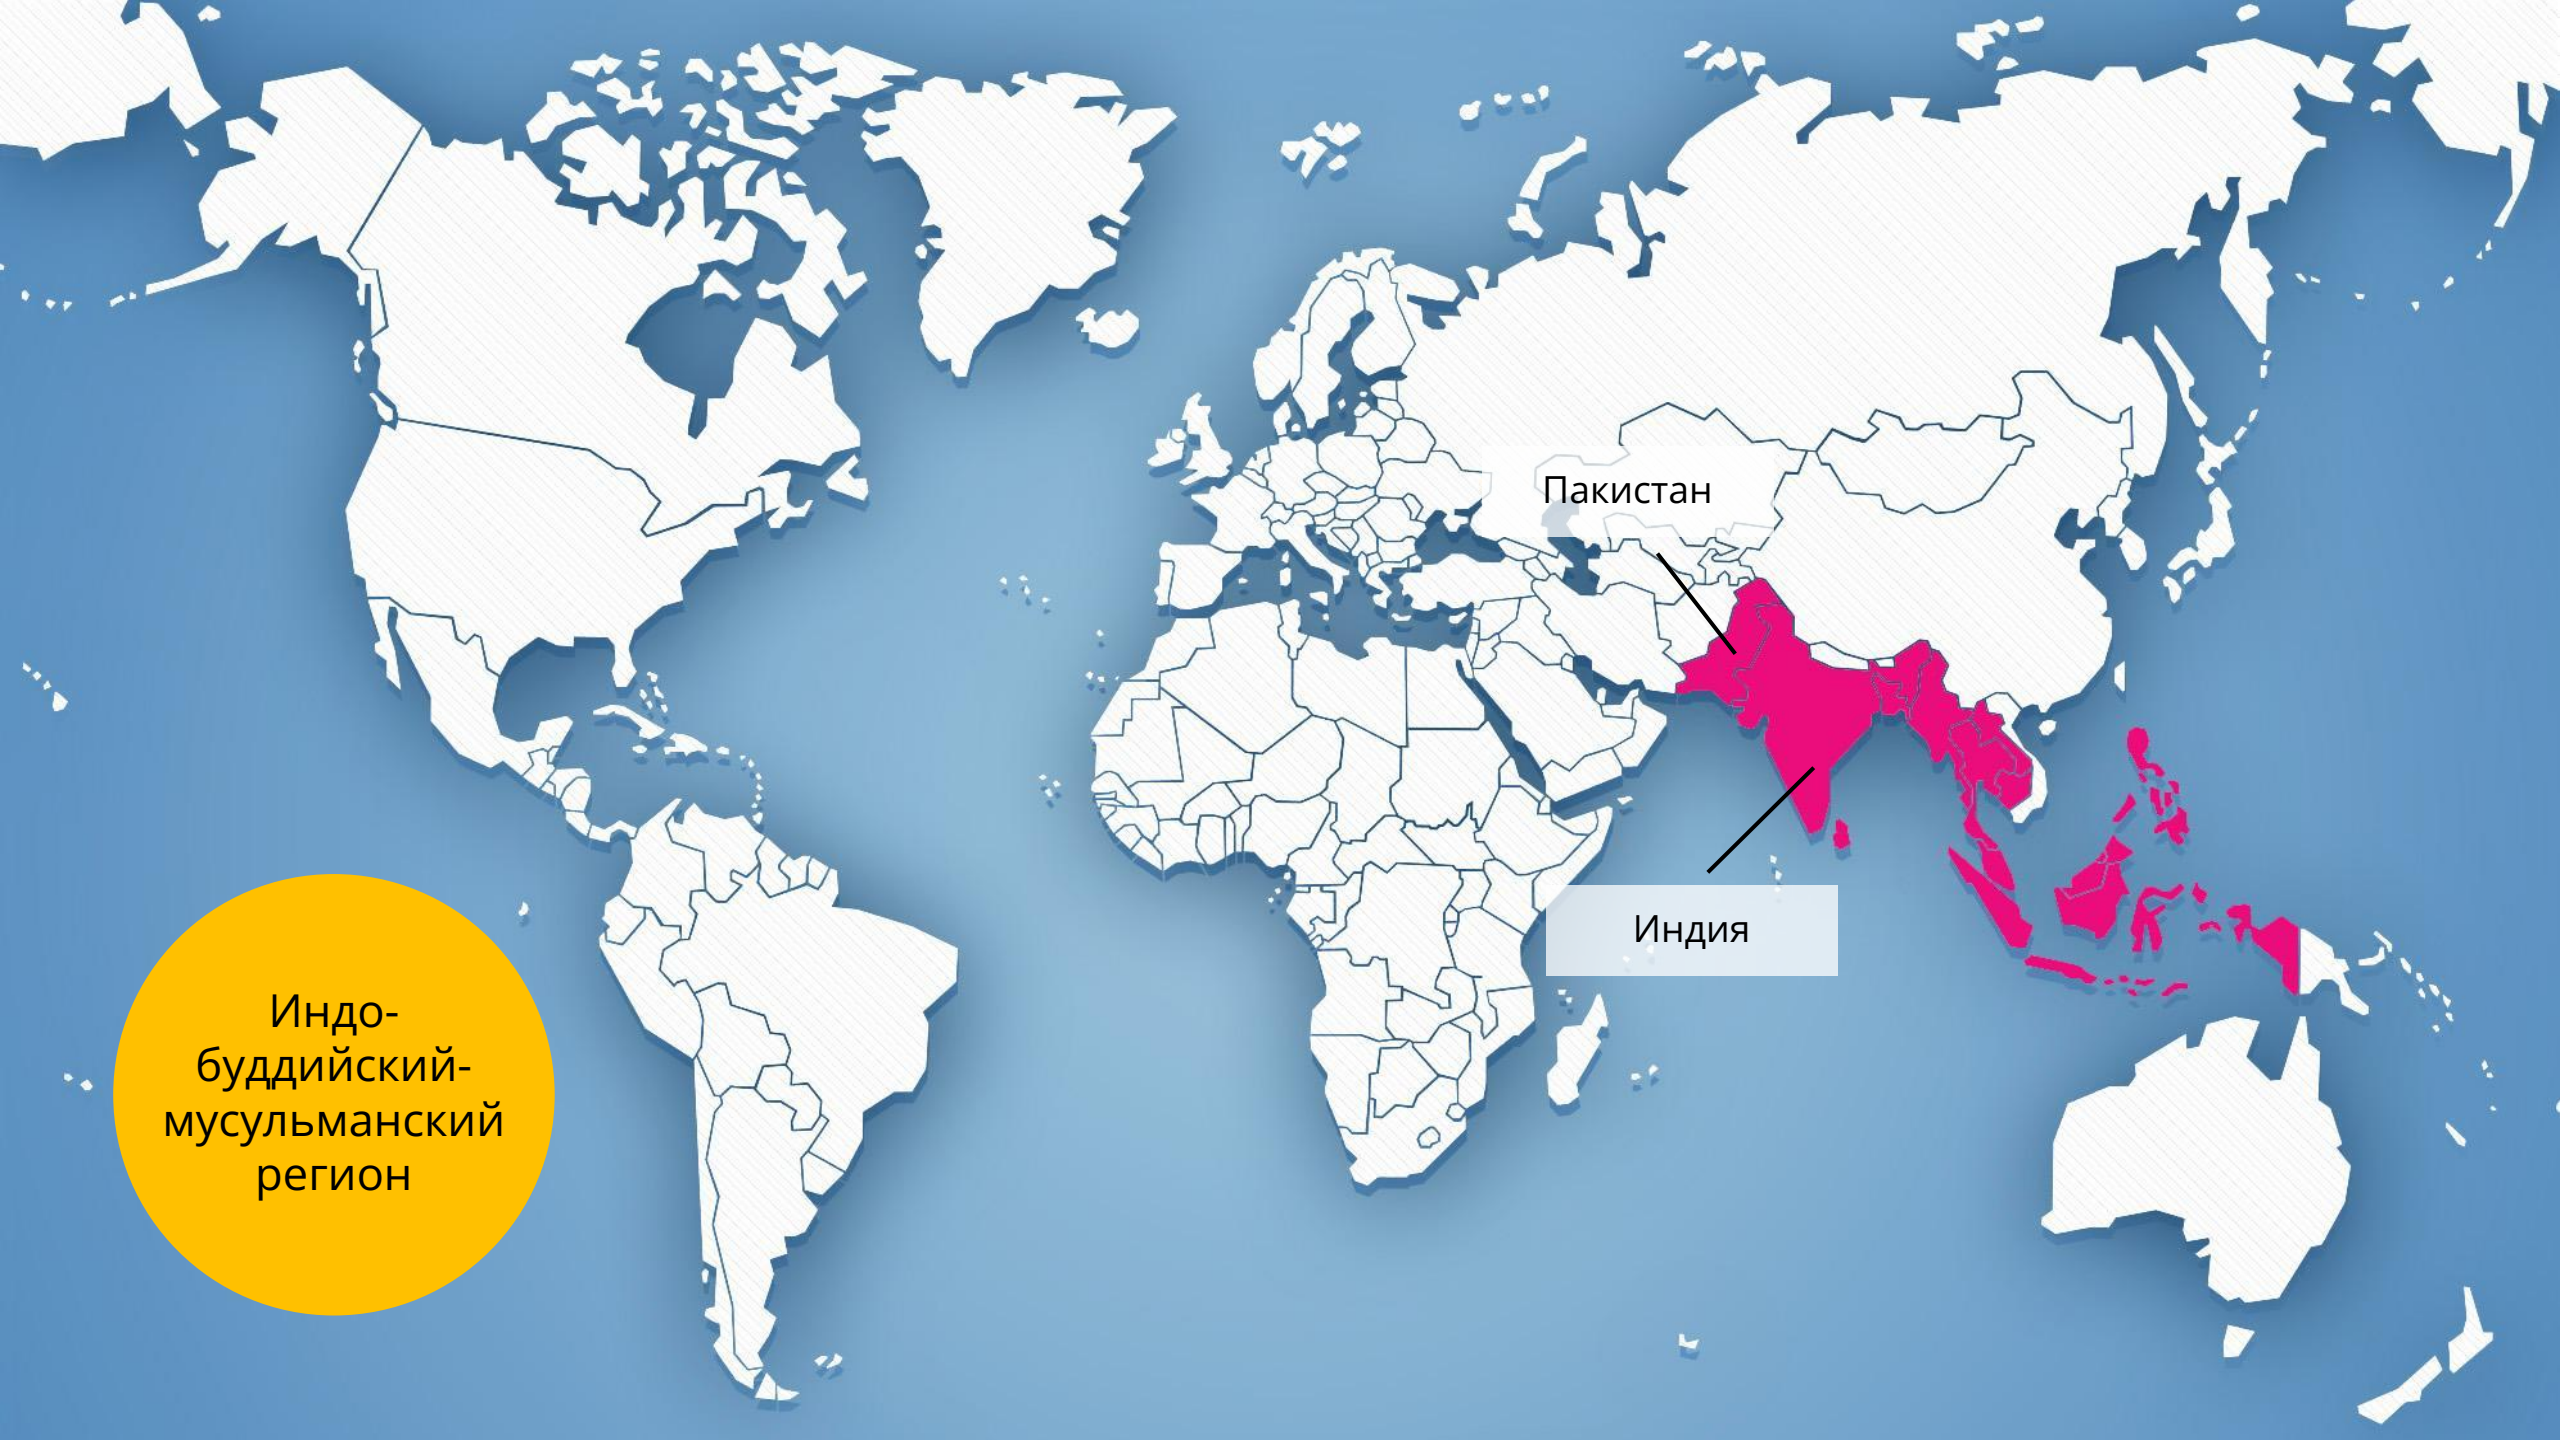 Пакистан
Индия
Индо-
буддийский-
мусульманский
регион